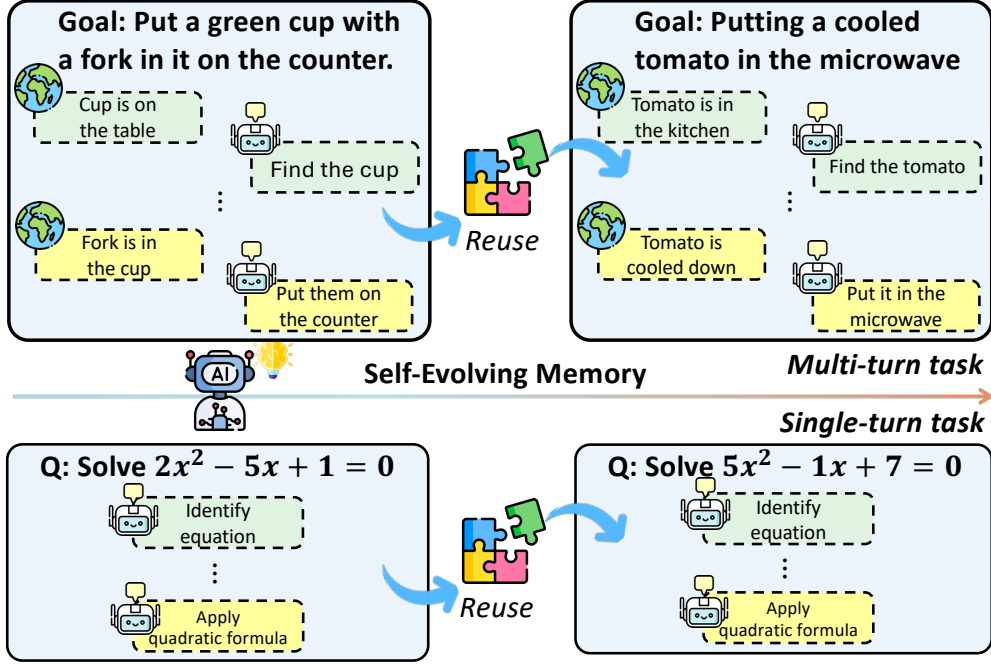 Goal: Put a green cup with
a fork in it on the counter.
Cup is on
the table
Find the cup
⋮
Fork is in
the cup
Put them on
the counter
Reuse
Goal: Putting a cooled
tomato in the microwave
Tomato is in
the kitchen
Find the tomato
⋮
Tomato is
cooled down
Put it in the
microwave
AI
Self-Evolving Memory
Multi-turn task
Single-turn task
Q: Solve 2x² − 5x + 1 = 0
Identify
equation
⋮
Apply
quadratic formula
Reuse
Q: Solve 5x² − 1x + 7 = 0
Identify
equation
⋮
Apply
quadratic formula